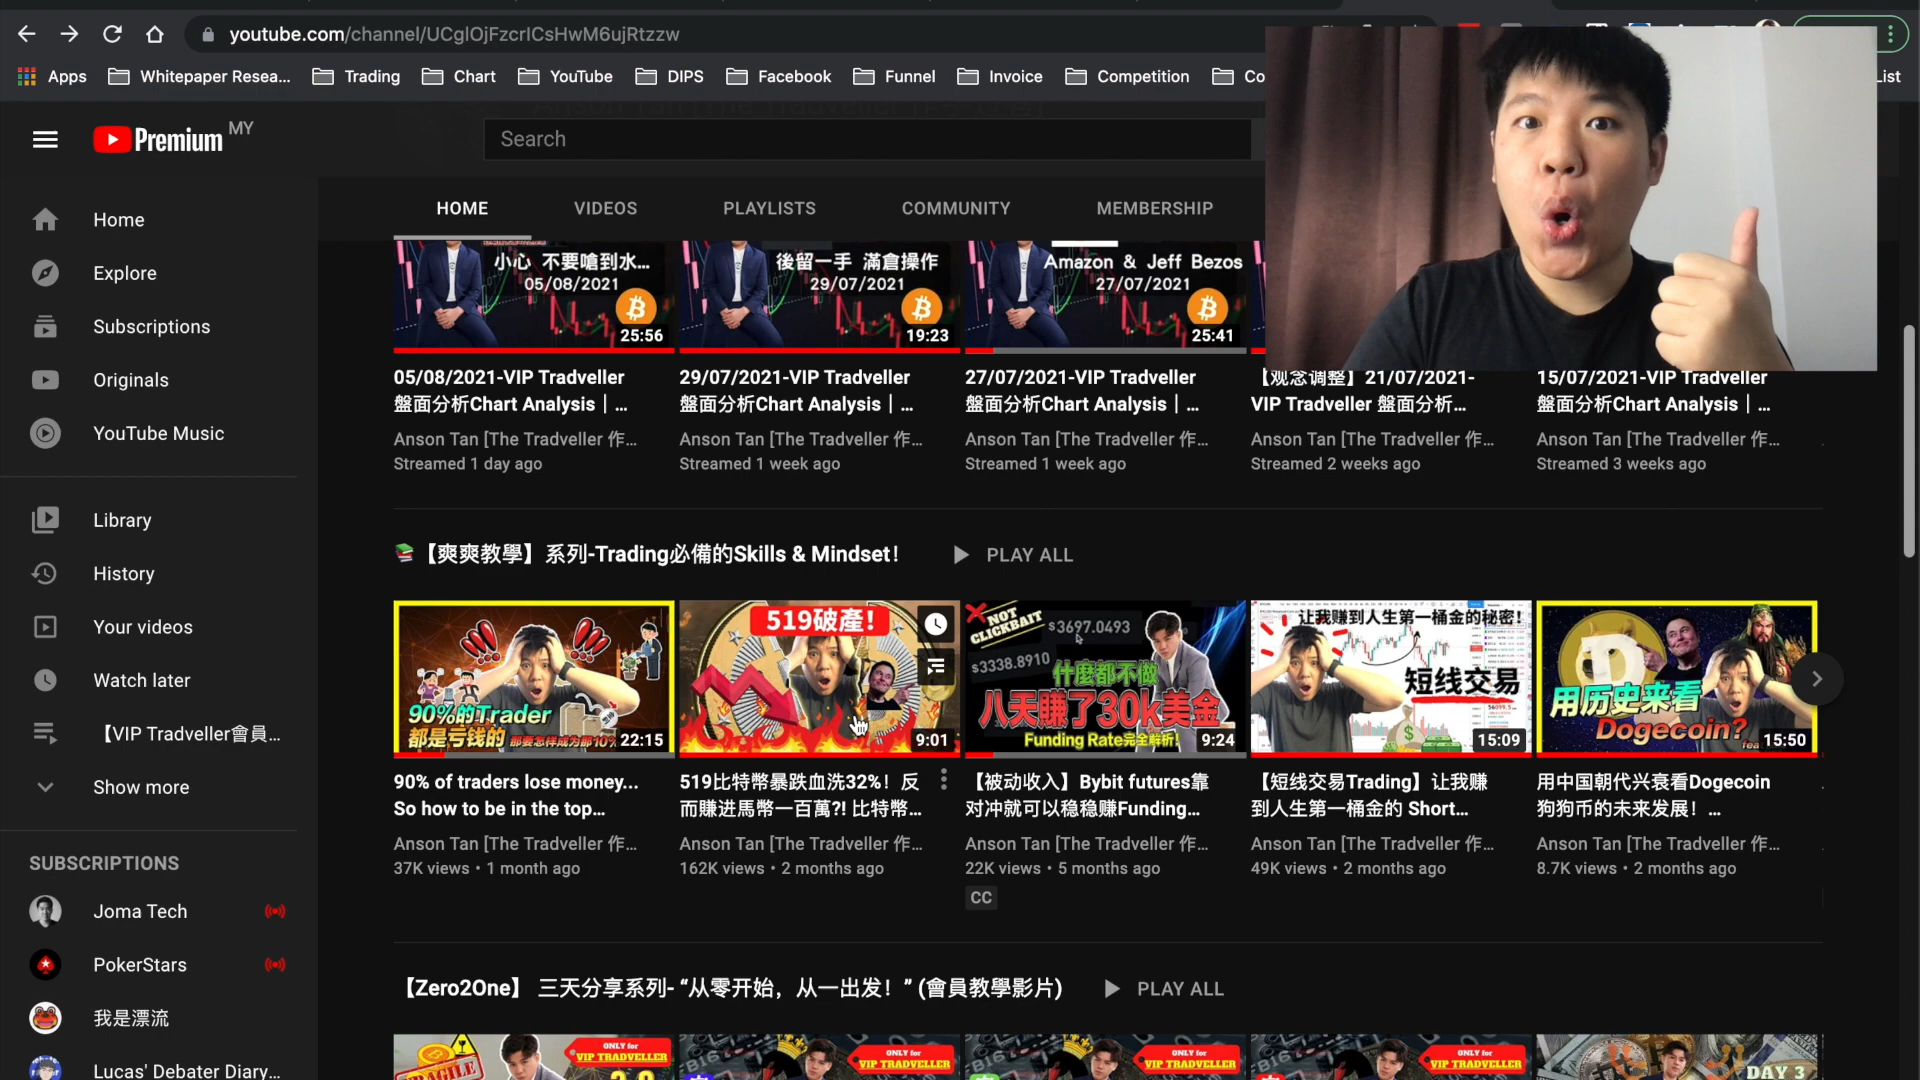 youtube.com/channel/UCglOjFzcrICsHwM6ujRtzzw
Apps
Whitepaper Resea...
Trading
Chart
YouTube
DIPS
Facebook
Funnel
Invoice
Competition
Co
List
Premium MY
Search
HOME
VIDEOS
PLAYLISTS
COMMUNITY
MEMBERSHIP
Home
Explore
Subscriptions
Originals
YouTube Music
Library
History
Your videos
Watch later
【VIP Tradveller會員...
Show more
SUBSCRIPTIONS
Joma Tech
PokerStars
我是漂流
Lucas' Debater Diary...
小心 不要嗆到水...
05/08/2021
25:56
後留一手 滿倉操作
29/07/2021
19:23
Amazon & Jeff Bezos
27/07/2021
25:41
05/08/2021-VIP Tradveller
盤面分析Chart Analysis｜...
Anson Tan [The Tradveller 作...
Streamed 1 day ago
29/07/2021-VIP Tradveller
盤面分析Chart Analysis｜...
Anson Tan [The Tradveller 作...
Streamed 1 week ago
27/07/2021-VIP Tradveller
盤面分析Chart Analysis｜...
Anson Tan [The Tradveller 作...
Streamed 1 week ago
【观念调整】21/07/2021-
VIP Tradveller 盤面分析...
Anson Tan [The Tradveller 作...
Streamed 2 weeks ago
15/07/2021-VIP Tradveller
盤面分析Chart Analysis｜...
Anson Tan [The Tradveller 作...
Streamed 3 weeks ago
【爽爽教學】系列-Trading必備的Skills & Mindset！
PLAY ALL
90%的Trader
都是亏钱的 那要怎样成为那10%
22:15
519破產！
9:01
NOT
CLICKBAIT
$3697.0493
$3338.8910
什麼都不做
八天賺了30k美金
Funding Rate完全解析！
9:24
让我赚到人生第一桶金的秘密！
短线交易
15:09
用历史来看
Dogecoin?
15:50
90% of traders lose money...
So how to be in the top...
Anson Tan [The Tradveller 作...
37K views • 1 month ago
519比特幣暴跌血洗32%！反
而賺进馬幣一百萬?! 比特幣...
Anson Tan [The Tradveller 作...
162K views • 2 months ago
【被动收入】Bybit futures靠
对冲就可以稳稳赚Funding...
Anson Tan [The Tradveller 作...
22K views • 5 months ago
CC
【短线交易Trading】让我赚
到人生第一桶金的 Short...
Anson Tan [The Tradveller 作...
49K views • 2 months ago
用中国朝代兴衰看Dogecoin
狗狗币的未来发展！ ...
Anson Tan [The Tradveller 作...
8.7K views • 2 months ago
【Zero2One】 三天分享系列- “从零开始，从一出发！” (會員教學影片)
PLAY ALL
FRAGILE
ONLY for
VIP TRADVELLER
ONLY for
VIP TRADVELLER
ONLY for
VIP TRADVELLER
ONLY for
VIP TRADVELLER
DAY 3